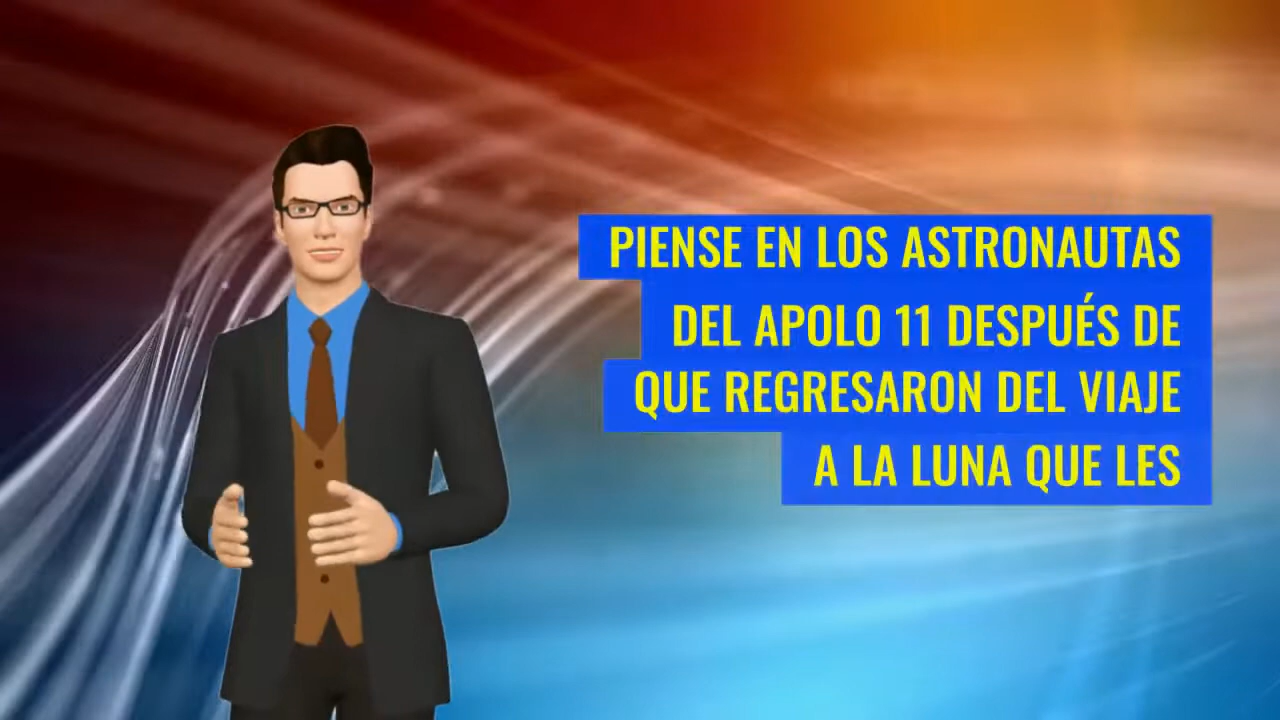 PIENSE EN LOS ASTRONAUTAS
DEL APOLO 11 DESPUÉS DE
QUE REGRESARON DEL VIAJE
A LA LUNA QUE LES